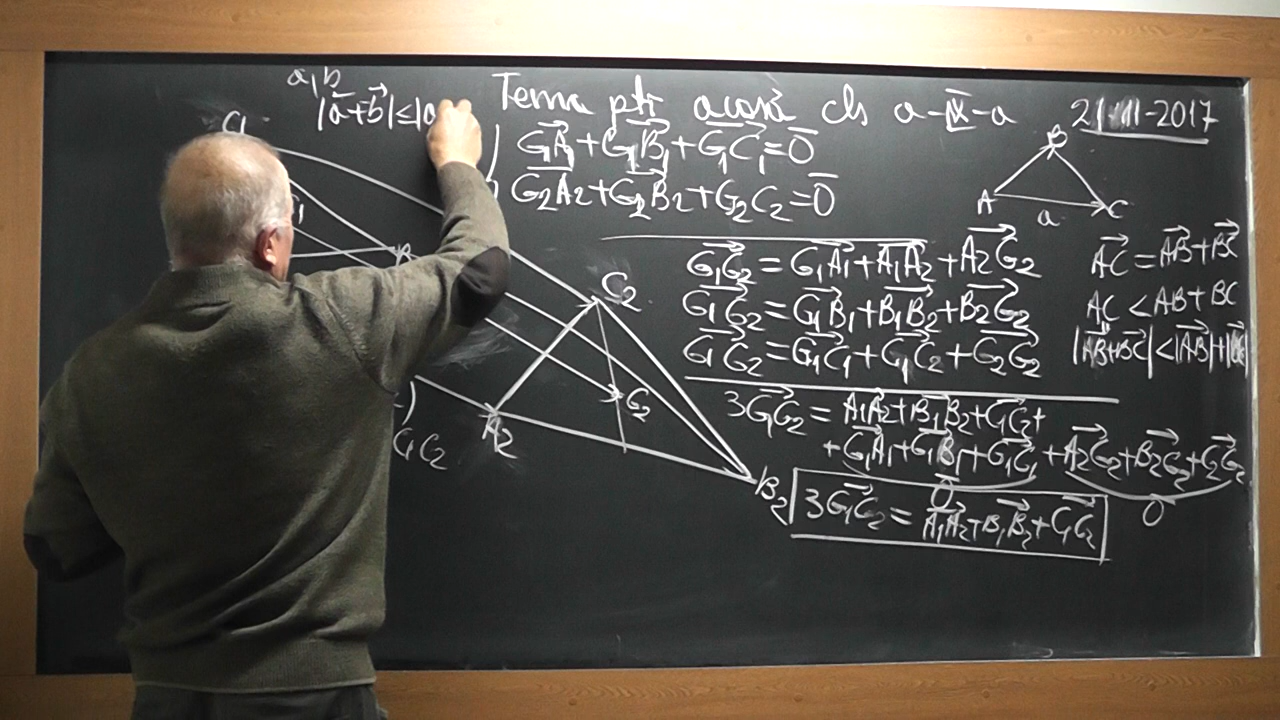 a, b
|a⃗+b⃗|≤|a
Tema ptr acasă cls a-IX-a
21-11-2017
G₁A₁+G₁B₁+G₁C₁=0
G₂A₂+G₂B₂+G₂C₂=0
G₁G₂=G₁A₁+A₁A₂+A₂G₂
G₁G₂=G₁B₁+B₁B₂+B₂G₂
G₁G₂=G₁C₁+C₁C₂+C₂G₂
3G₁G₂=A₁A₂+B₁B₂+C₁C₂+
+G₁A₁+G₁B₁+G₁C₁+A₂G₂+B₂G₂+C₂G₂
0
0
3G₁G₂=A₁A₂+B₁B₂+C₁C₂
B
A
a
C
AC=AB+BC
AC<AB+BC
|AB+BC|<|AB|+|BC|
C₁
C₂
G₂
A₂
B₂
C₁C₂